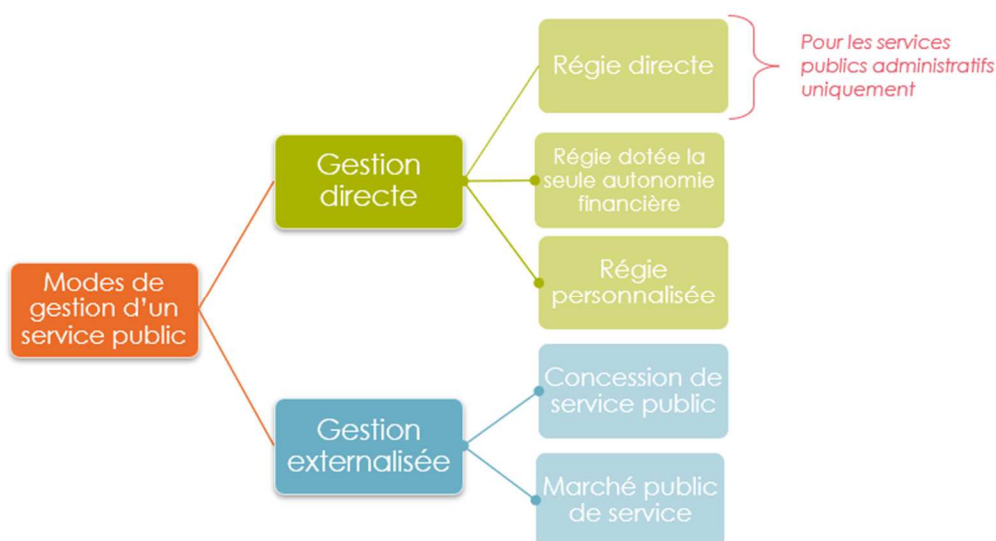 Modes de
gestion d'un
service public
Gestion
directe
Régie directe
Pour les services
publics administratifs
uniquement
Régie dotée la
seule autonomie
financière
Régie
personnalisée
Gestion
externalisée
Concession de
service public
Marché public
de service